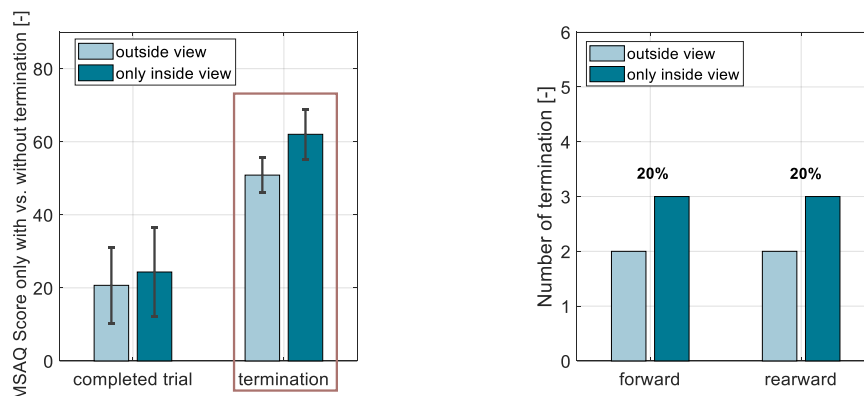 MSAQ Score only with vs. without termination [-]
80
60
40
20
0
outside view
only inside view
completed trial
termination
Number of termination [-]
6
5
4
3
2
1
0
outside view
only inside view
20%
20%
forward
rearward